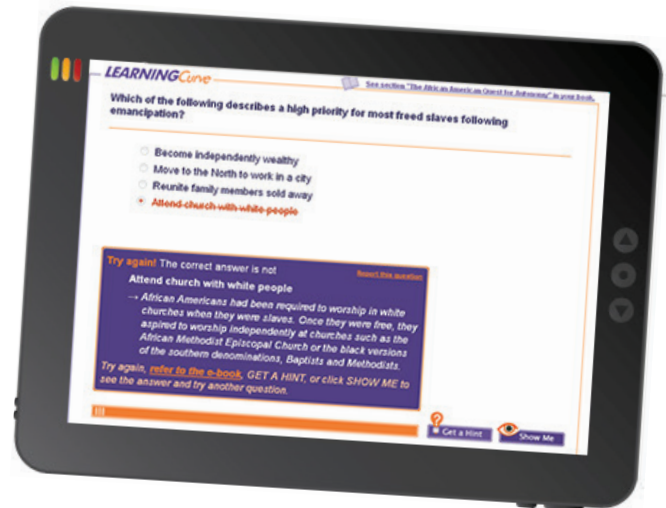 LEARNINGCurve
See section "The African American Quest for Autonomy" in your book.
Which of the following describes a high priority for most freed slaves following
emancipation?
Become independently wealthy
Move to the North to work in a city
Reunite family members sold away
Attend church with white people
Try again! The correct answer is not
Report this question
Attend church with white people
→ African Americans had been required to worship in white
churches when they were slaves. Once they were free, they
aspired to worship independently at churches such as the
African Methodist Episcopal Church or the black versions
of the southern denominations, Baptists and Methodists.
Try again, refer to the e-book, GET A HINT, or click SHOW ME to
see the answer and try another question.
Get a Hint
Show Me